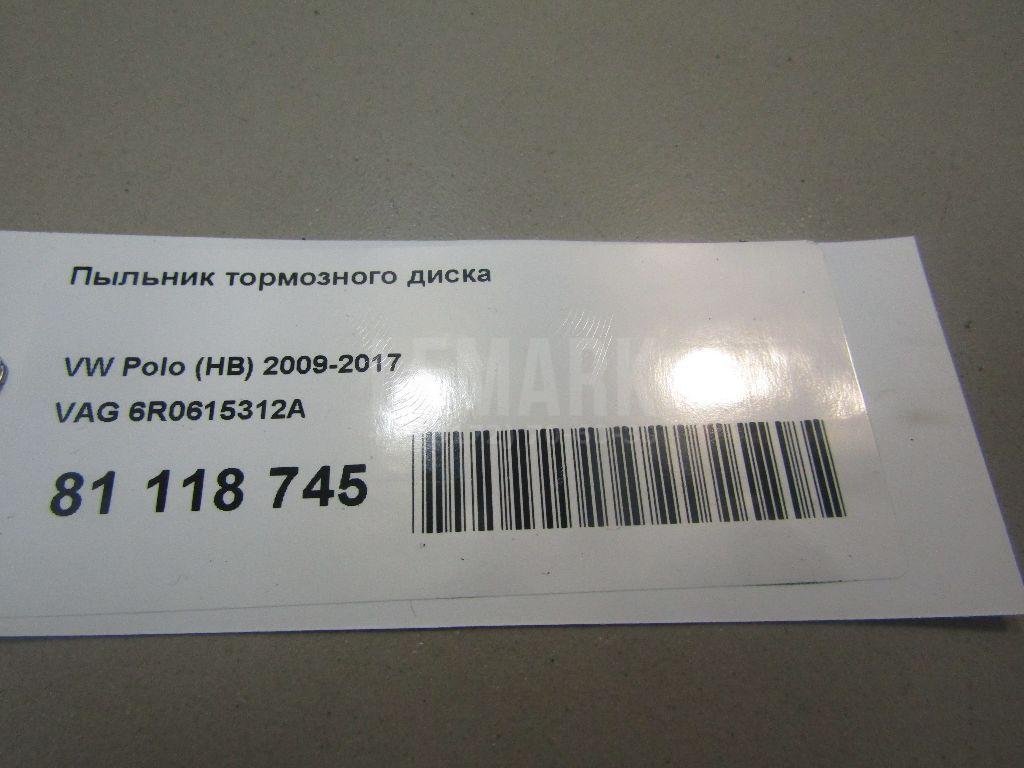 Пыльник тормозного диска
VW Polo (HB) 2009-2017
VAG 6R0615312A
81 118 745